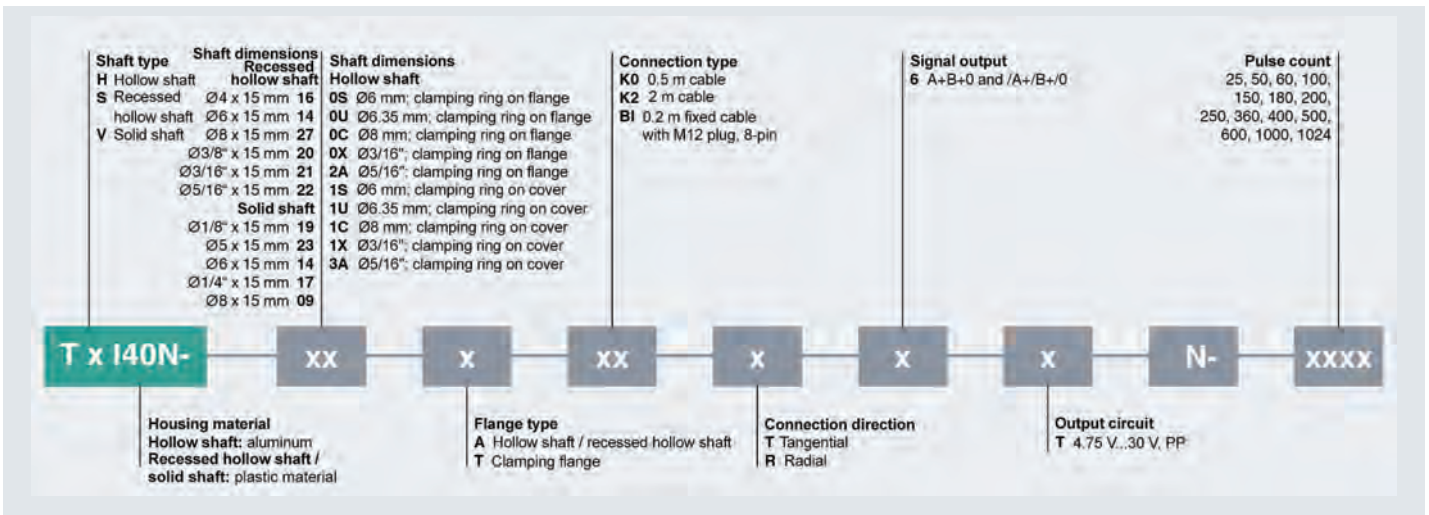 Shaft type
H Hollow shaft
S Recessed
hollow shaft
V Solid shaft
Shaft dimensions
Recessed
hollow shaft
Ø4 x 15 mm 16
Ø6 x 15 mm 14
Ø8 x 15 mm 27
Ø3/8" x 15 mm 20
Ø3/16" x 15 mm 21
Ø5/16" x 15 mm 22
Solid shaft
Ø1/8" x 15 mm 19
Ø5 x 15 mm 23
Ø6 x 15 mm 14
Ø1/4" x 15 mm 17
Ø8 x 15 mm 09
Shaft dimensions
Hollow shaft
0S Ø6 mm; clamping ring on flange
0U Ø6.35 mm; clamping ring on flange
0C Ø8 mm; clamping ring on flange
0X Ø3/16"; clamping ring on flange
2A Ø5/16"; clamping ring on flange
1S Ø6 mm; clamping ring on cover
1U Ø6.35 mm; clamping ring on cover
1C Ø8 mm; clamping ring on cover
1X Ø3/16"; clamping ring on cover
3A Ø5/16"; clamping ring on cover
Connection type
K0 0.5 m cable
K2 2 m cable
BI 0.2 m fixed cable
with M12 plug, 8-pin
Signal output
6 A+B+0 and /A+/B+/0
Pulse count
25, 50, 60, 100,
150, 180, 200,
250, 360, 400, 500,
600, 1000, 1024
T x I40N- xx x xx x x x N- xxxx
Housing material
Hollow shaft: aluminum
Recessed hollow shaft /
solid shaft: plastic material
Flange type
A Hollow shaft / recessed hollow shaft
T Clamping flange
Connection direction
T Tangential
R Radial
Output circuit
T 4.75 V...30 V, PP